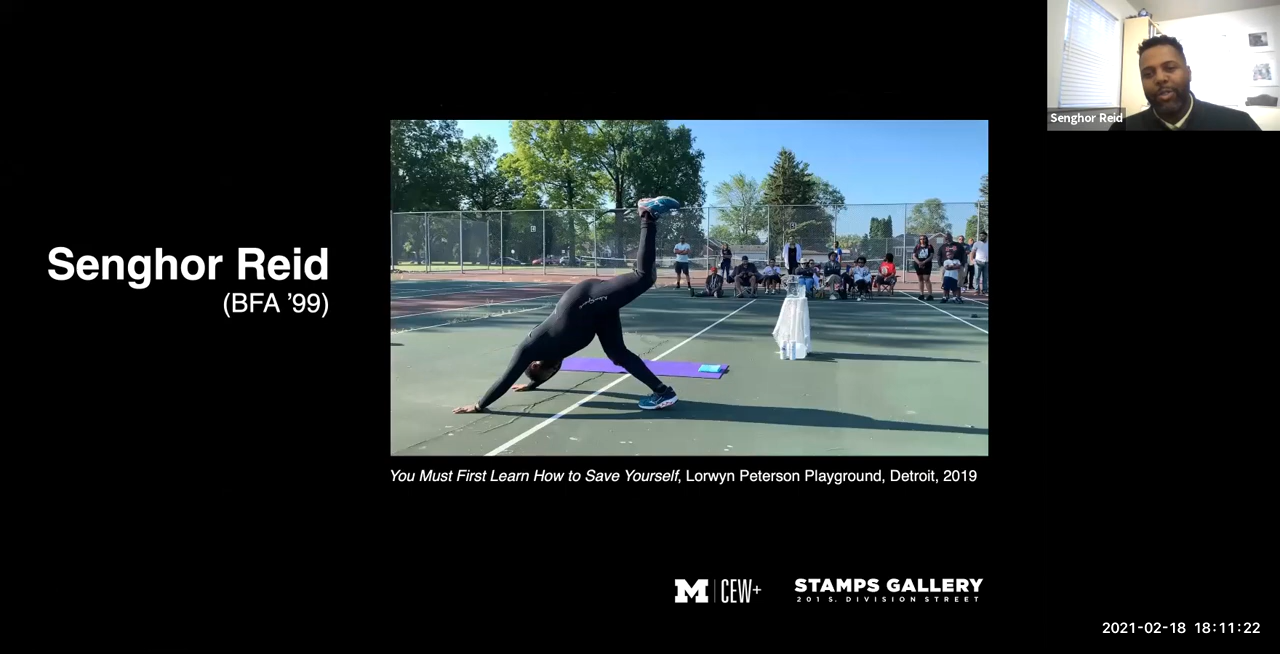 Senghor Reid
Senghor Reid
(BFA ’99)
You Must First Learn How to Save Yourself, Lorwyn Peterson Playground, Detroit, 2019
M | CEW+
STAMPS GALLERY
201 S. DIVISION STREET
2021-02-18 18:11:22